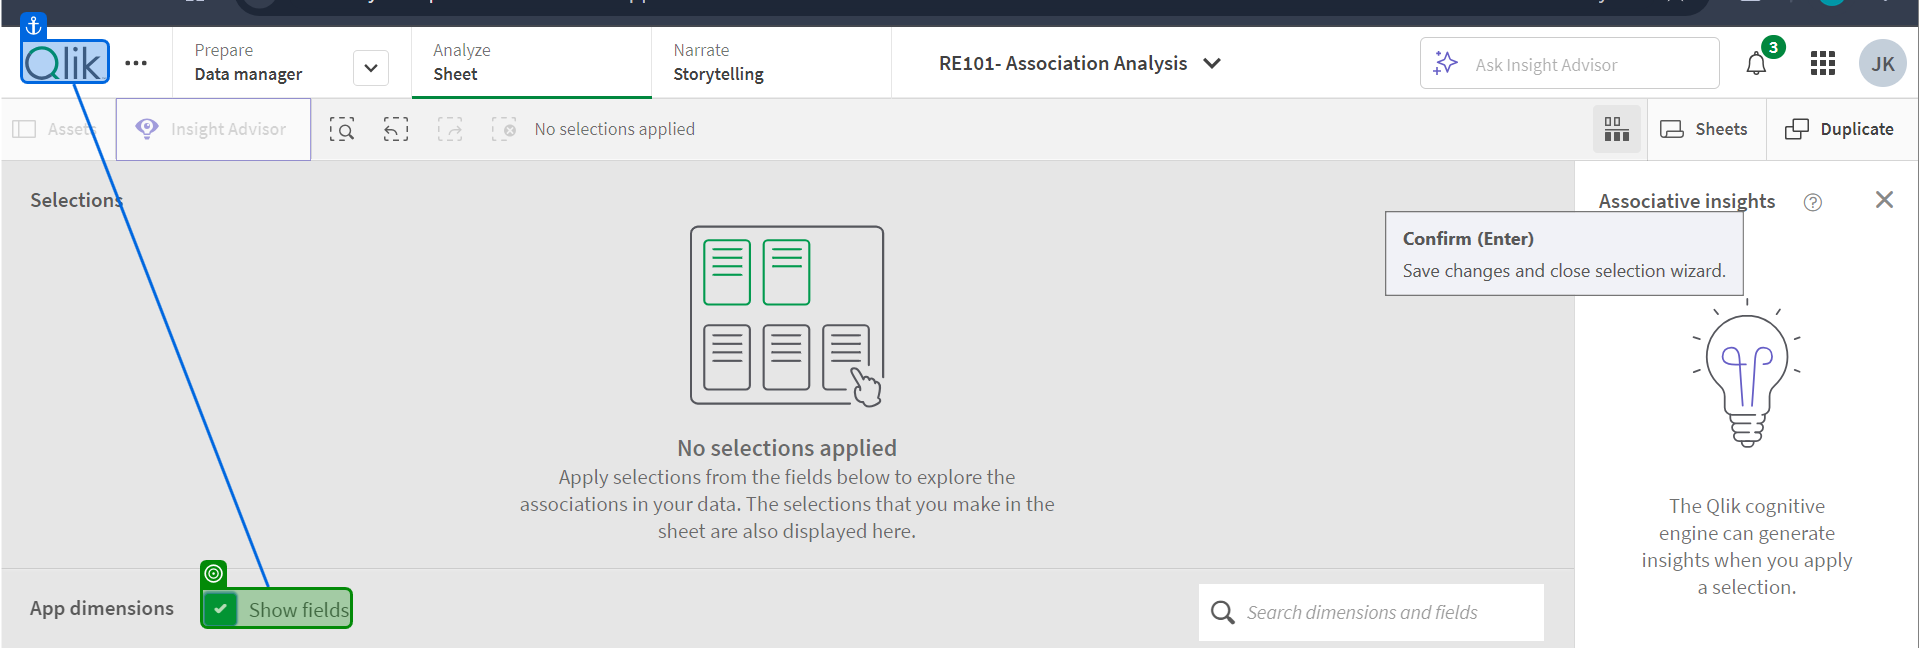 Qlik
Prepare
Data manager
Analyze
Sheet
Narrate
Storytelling
RE101- Association Analysis
Ask Insight Advisor
3
JK
Assets
Insight Advisor
No selections applied
Sheets
Duplicate
Selections
Associative insights
?
Confirm (Enter)
Save changes and close selection wizard.
No selections applied
Apply selections from the fields below to explore the
associations in your data. The selections that you make in the
sheet are also displayed here.
The Qlik cognitive
engine can generate
insights when you apply
a selection.
App dimensions
Show fields
Search dimensions and fields